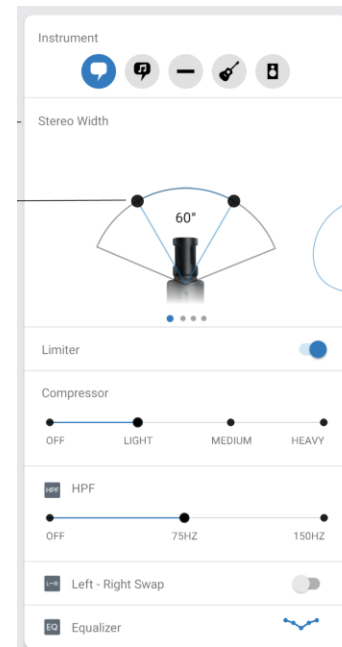 Instrument
Stereo Width
60°
Limiter
Compressor
OFF LIGHT MEDIUM HEAVY
HPF HPF
OFF 75HZ 150HZ
Left - Right Swap
EQ Equalizer